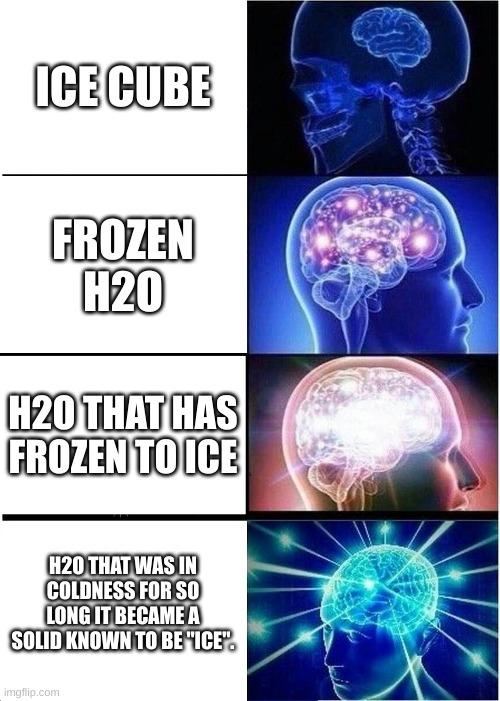 ICE CUBE
FROZEN
H2O
H2O THAT HAS
FROZEN TO ICE
H2O THAT WAS IN
COLDNESS FOR SO
LONG IT BECAME A
SOLID KNOWN TO BE "ICE".
imgflip.com